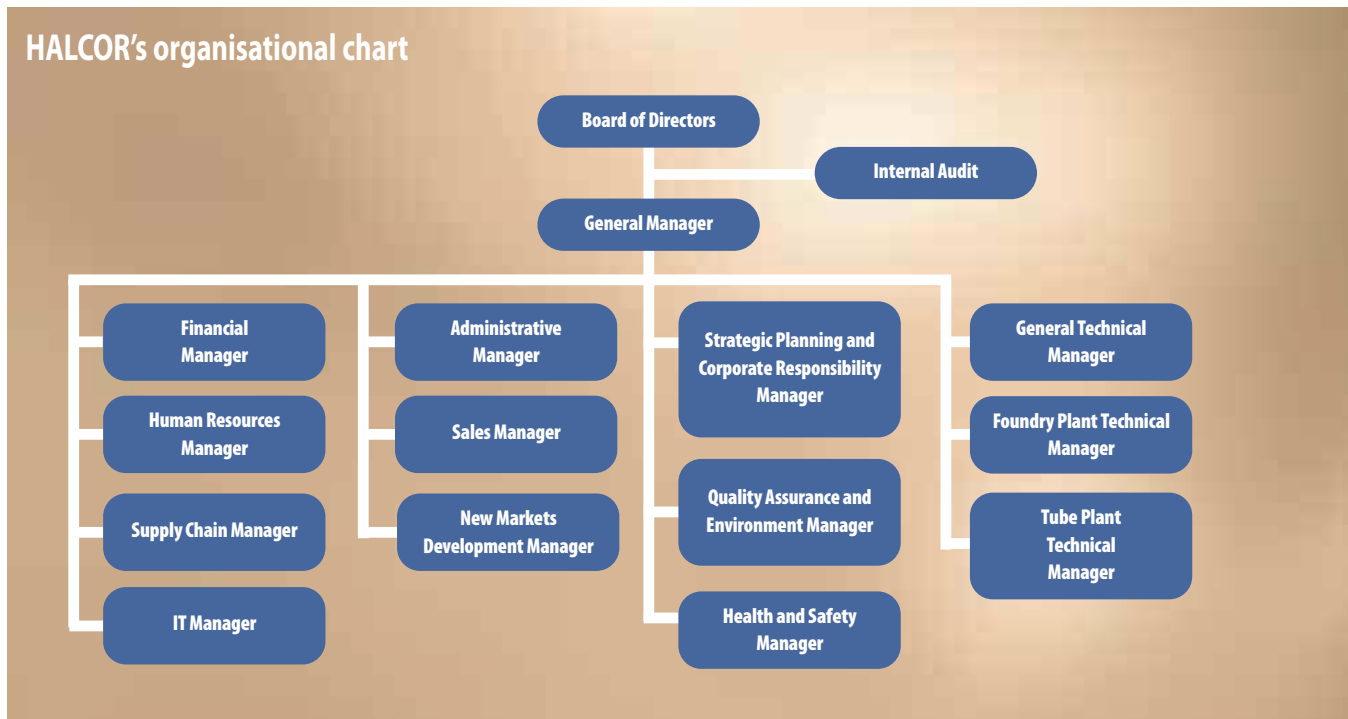 HALCOR's organisational chart
Board of Directors
Internal Audit
General Manager
Financial
Manager
Human Resources
Manager
Supply Chain Manager
IT Manager
Administrative
Manager
Sales Manager
New Markets
Development Manager
Strategic Planning and
Corporate Responsibility
Manager
Quality Assurance and
Environment Manager
Health and Safety
Manager
General Technical
Manager
Foundry Plant Technical
Manager
Tube Plant
Technical
Manager